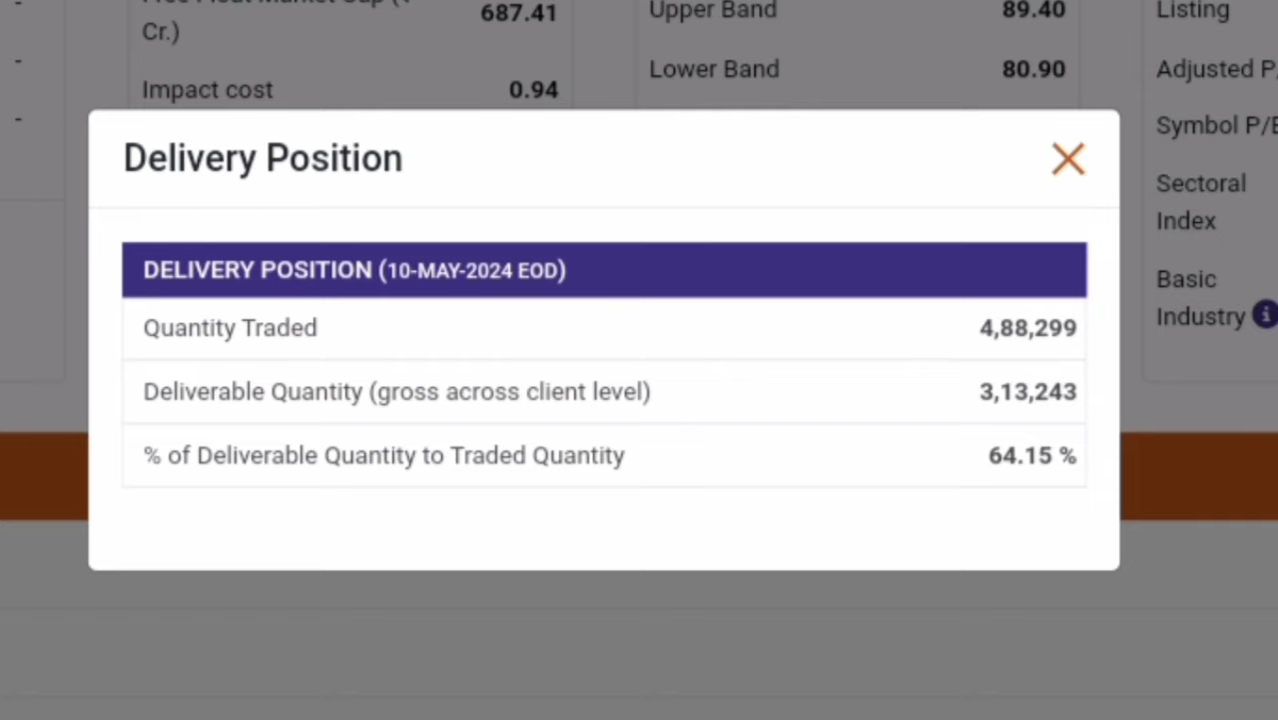 -
687.41
Upper Band 89.40
Listing
Cr.)
-
Lower Band 80.90
Adjusted P
Impact cost 0.94
-
Symbol P/E
Delivery Position
Sectoral
Index
DELIVERY POSITION (10-MAY-2024 EOD)
Basic
Industry
Quantity Traded 4,88,299
Deliverable Quantity (gross across client level) 3,13,243
% of Deliverable Quantity to Traded Quantity 64.15 %